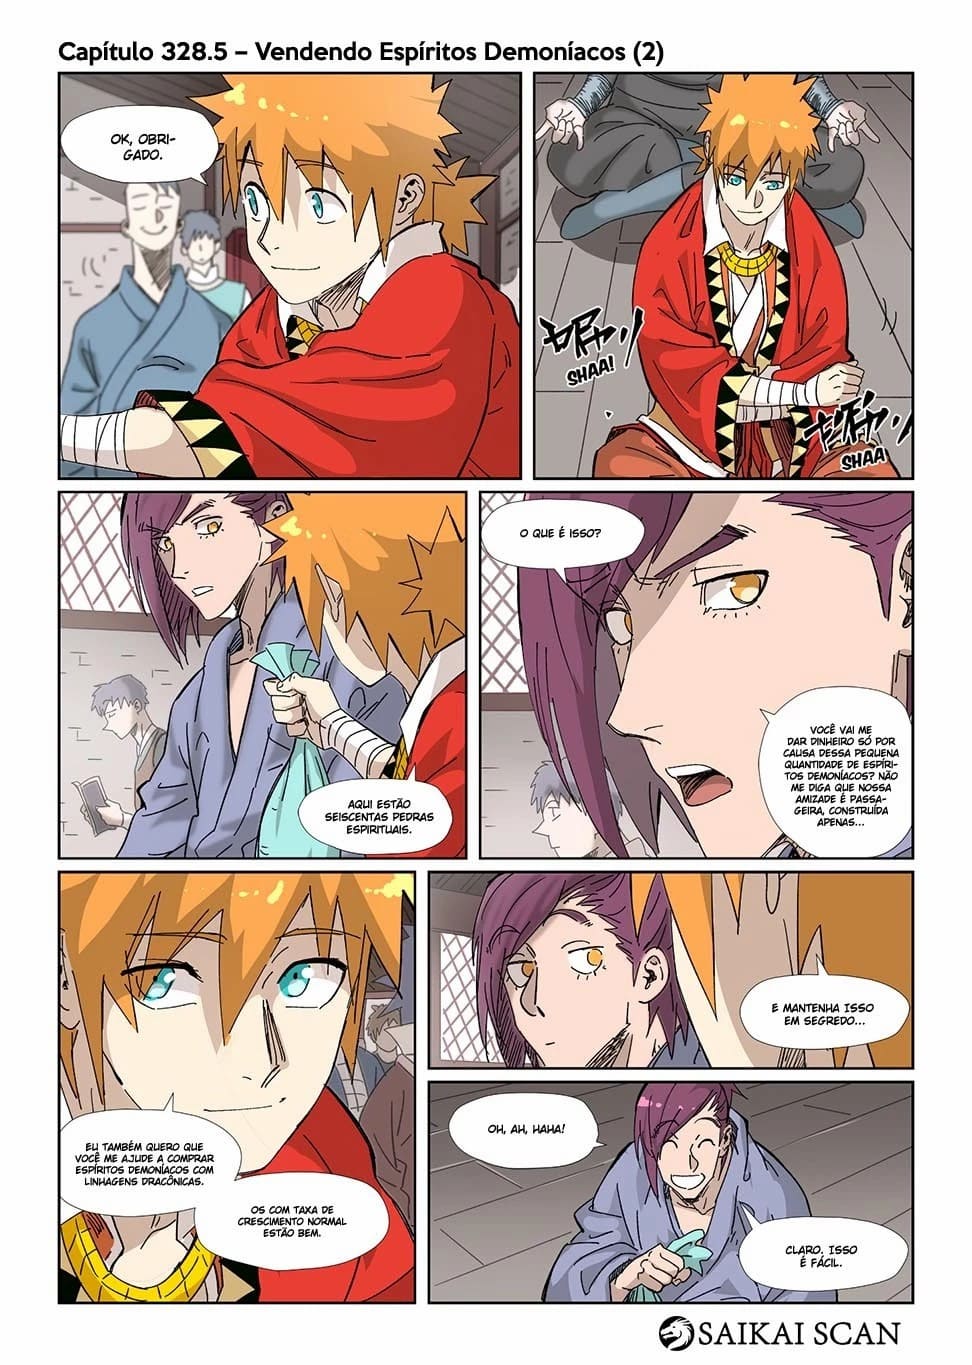 Capítulo 328.5 – Vendendo Espíritos Demoníacos (2)
OK, OBRI-
GADO.
SHAA!
SHAA
AQUI ESTÃO
SEISCENTAS PEDRAS
ESPIRITUAIS.
O QUE É ISSO?
VOCÊ VAI ME
DAR DINHEIRO SÓ POR
CAUSA DESSA PEQUENA
QUANTIDADE DE ESPÍRI-
TOS DEMONÍACOS? NÃO
ME DIGA QUE NOSSA
AMIZADE É PASSA-
GEIRA, CONSTRUÍDA
APENAS...
EU TAMBÉM QUERO QUE
VOCÊ ME AJUDE A COMPRAR
ESPÍRITOS DEMONÍACOS COM
LINHAGENS DRACÔNICAS.
OS COM TAXA DE
CRESCIMENTO NORMAL
ESTÃO BEM.
E MANTENHA ISSO
EM SEGREDO...
OH, AH, HAHA!
CLARO. ISSO
É FÁCIL.
SAIKAI SCAN